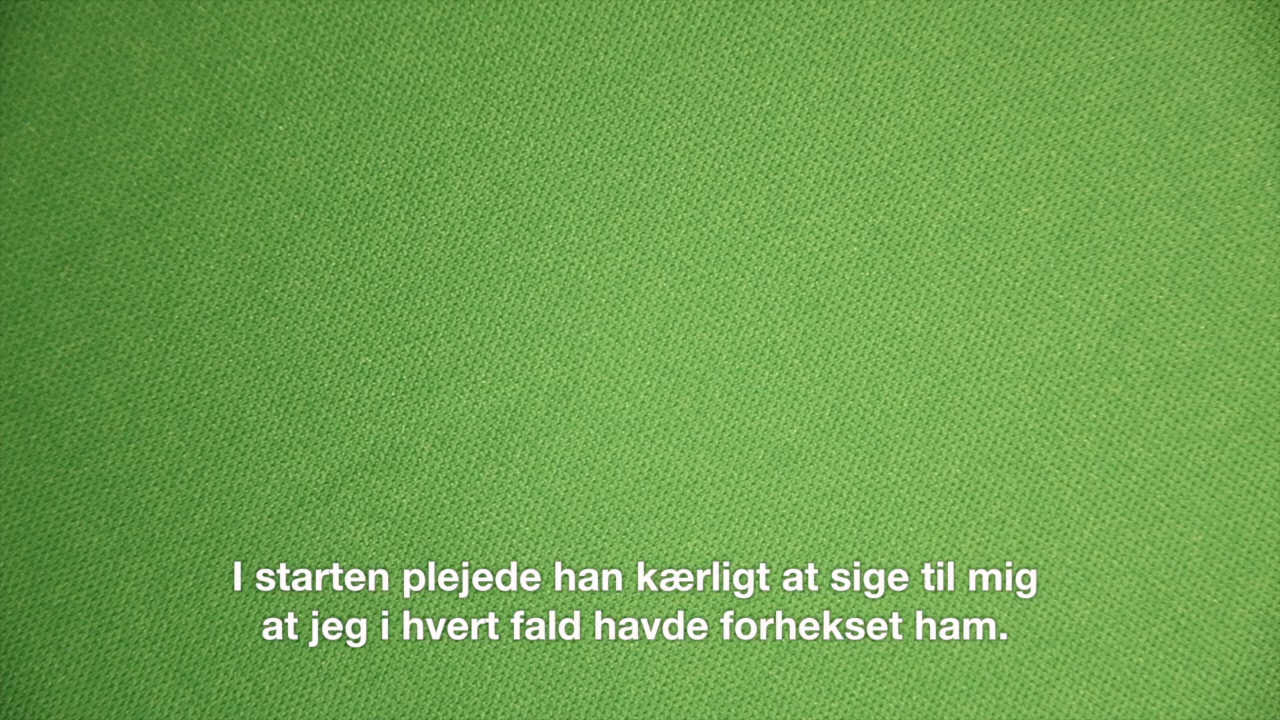 I starten plejede han kærligt at sige til mig
at jeg i hvert fald havde forhekset ham.